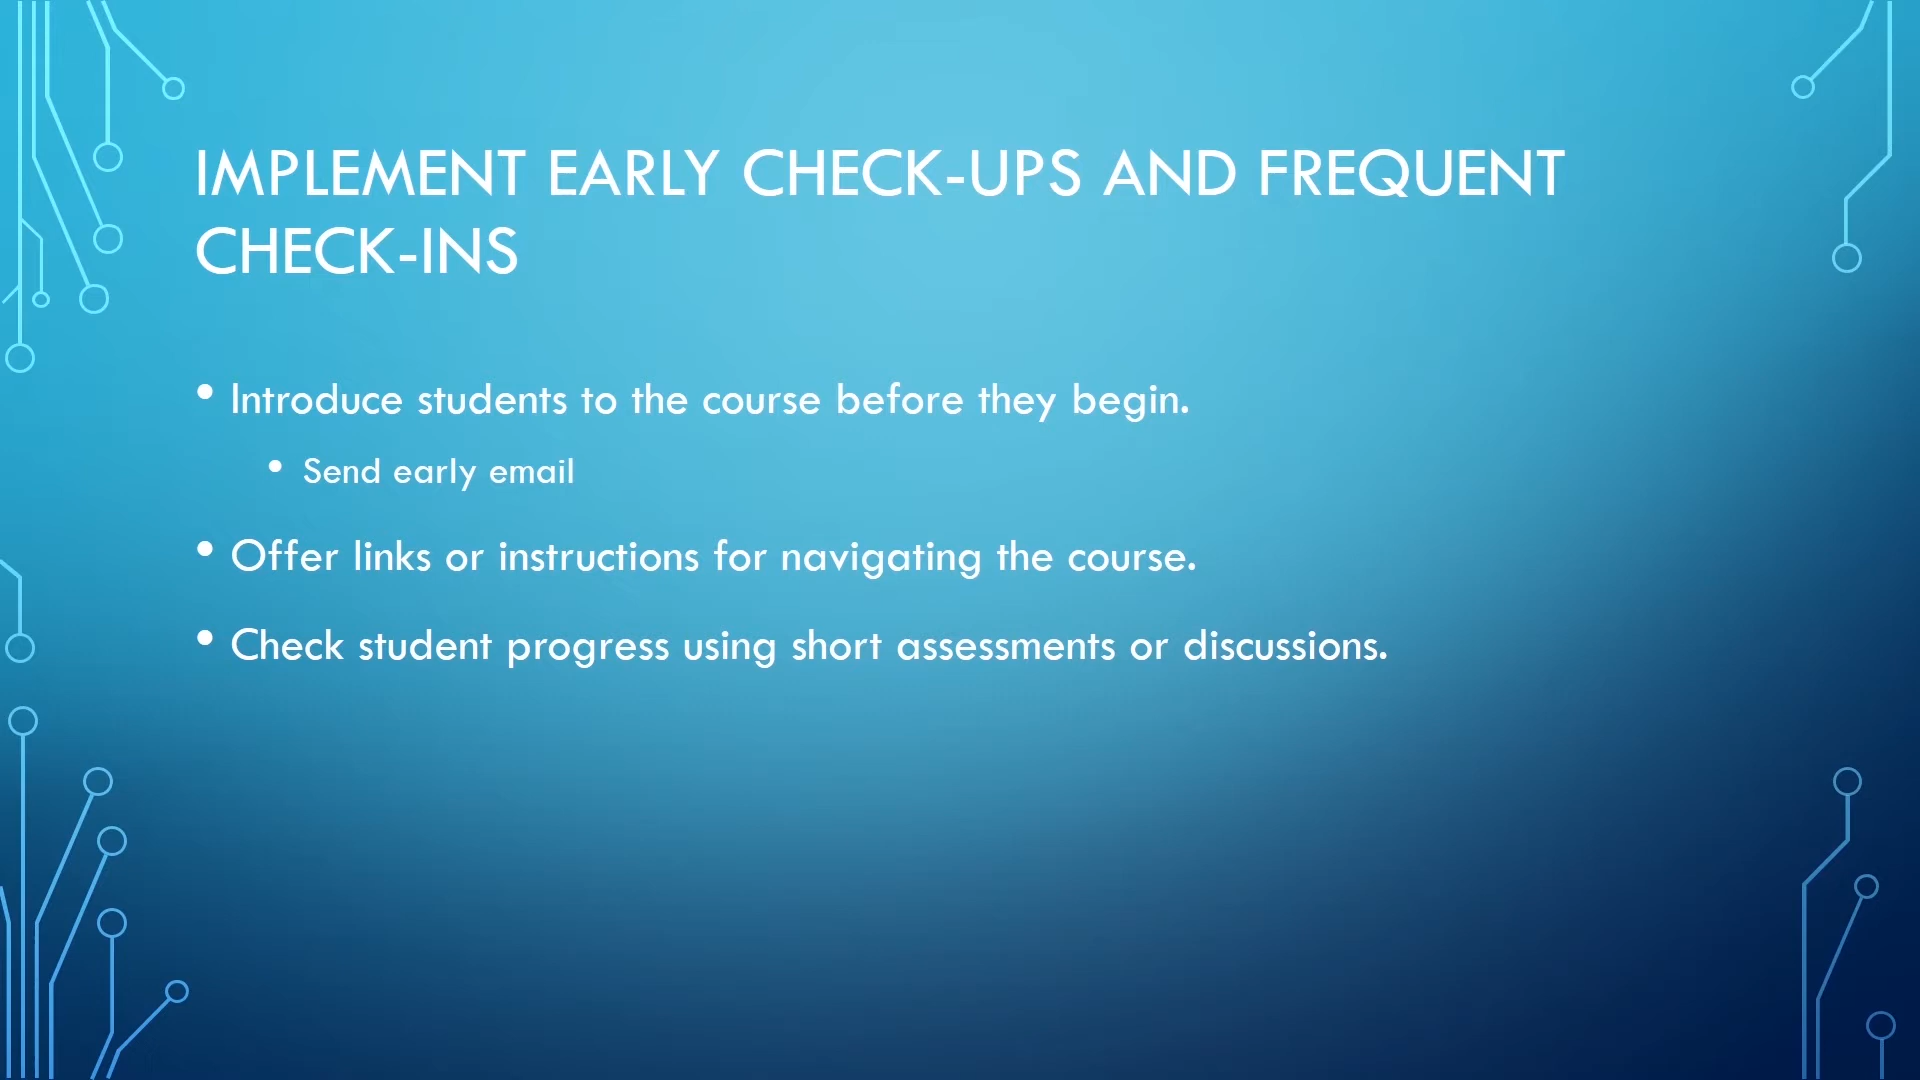 IMPLEMENT EARLY CHECK-UPS AND FREQUENT
CHECK-INS
• Introduce students to the course before they begin.
• Send early email
• Offer links or instructions for navigating the course.
• Check student progress using short assessments or discussions.